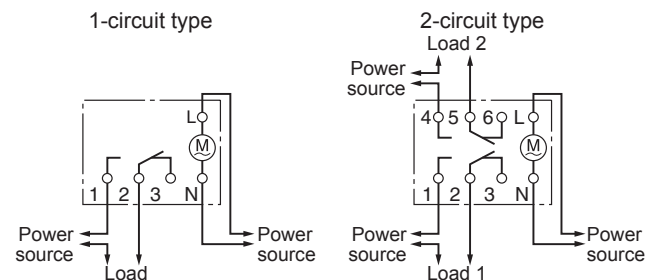 1-circuit type
L
M
1 2 3 N
Power
source
Load
Power
source
2-circuit type
Load 2
Power
source
4 5 6 L
M
1 2 3 N
Power
source
Load 1
Power
source